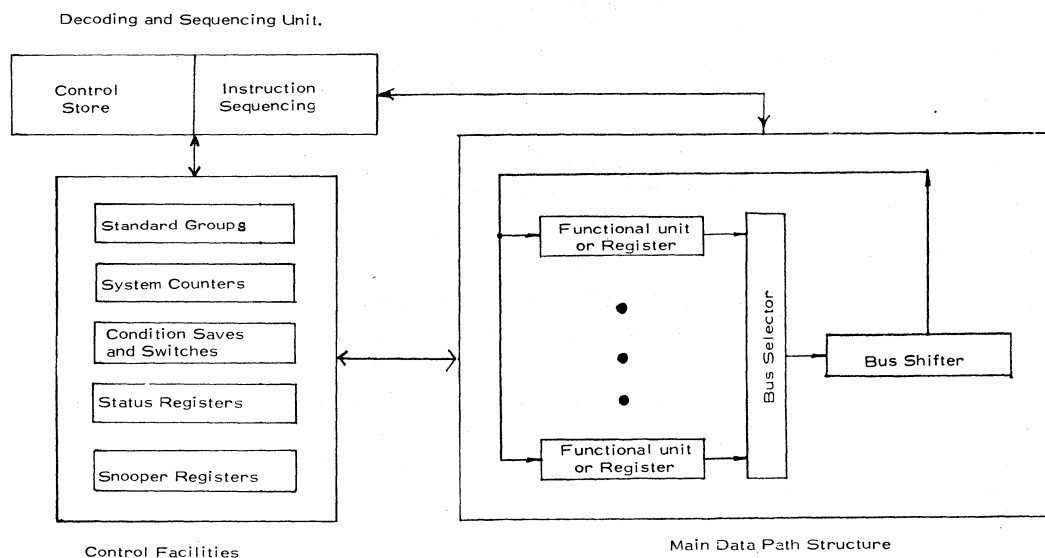 Decoding and Sequencing Unit.
Control
Store
Instruction
Sequencing
Standard Groups
System Counters
Condition Saves
and Switches
Status Registers
Snooper Registers
Control Facilities
Functional unit
or Register
Functional unit
or Register
Bus Selector
Bus Shifter
Main Data Path Structure